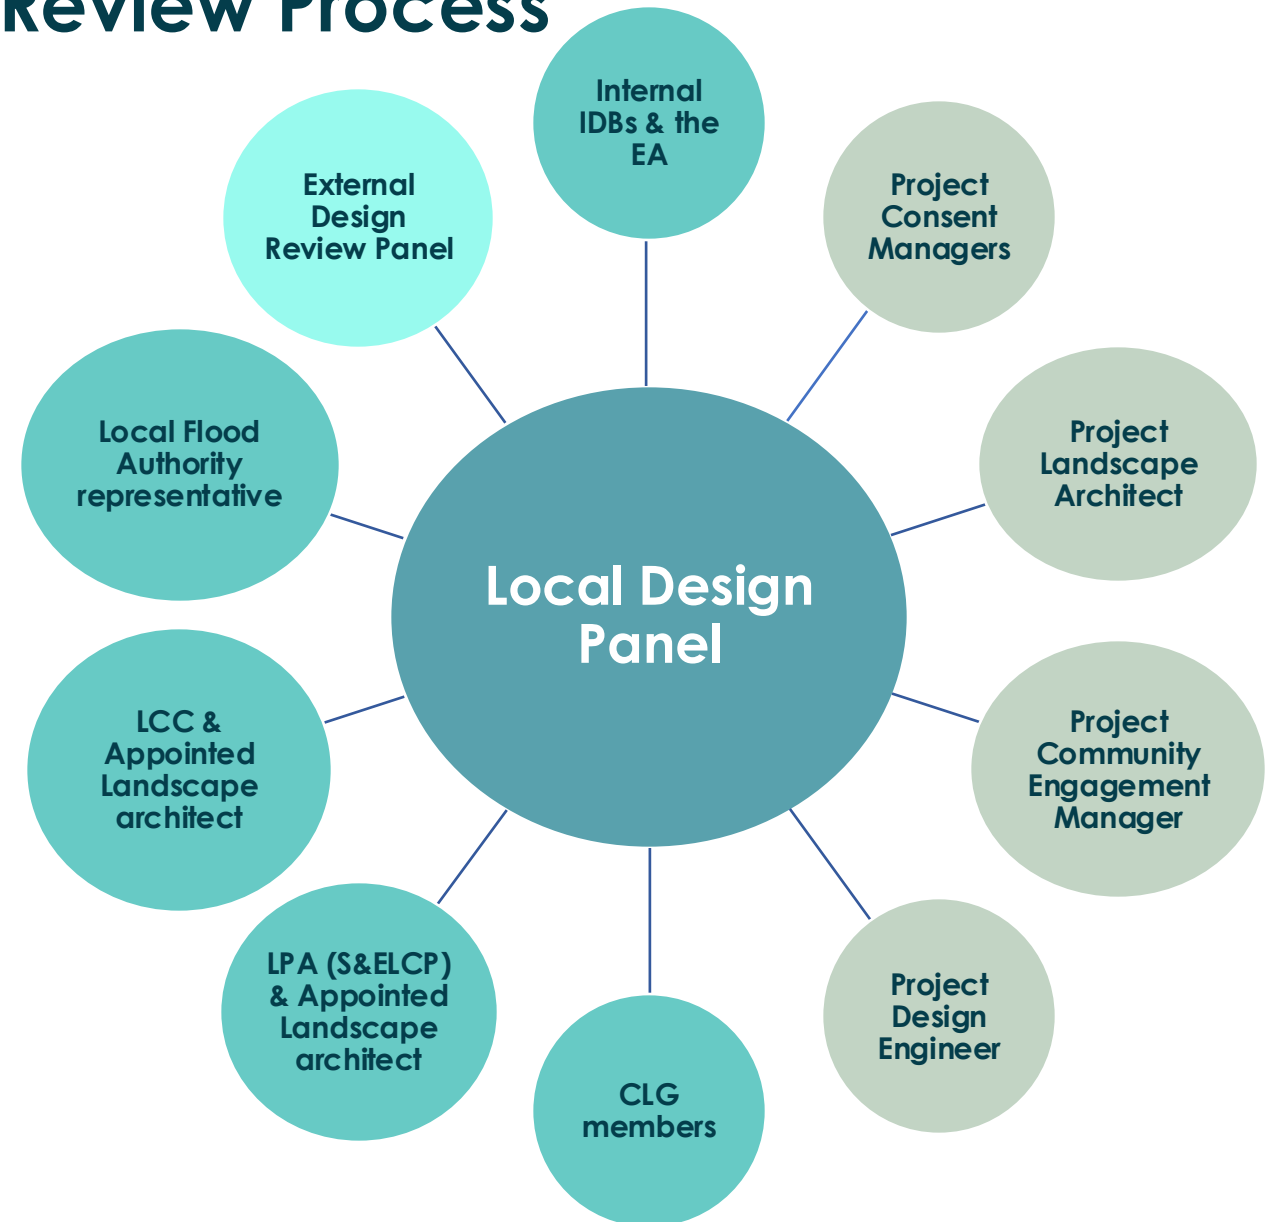 Review Process
Internal
IDBs & the
EA
External
Design
Review Panel
Project
Consent
Managers
Local Flood
Authority
representative
Project
Landscape
Architect
Local Design
Panel
LCC &
Appointed
Landscape
architect
Project
Community
Engagement
Manager
LPA (S&ELCP)
& Appointed
Landscape
architect
Project
Design
Engineer
CLG
members